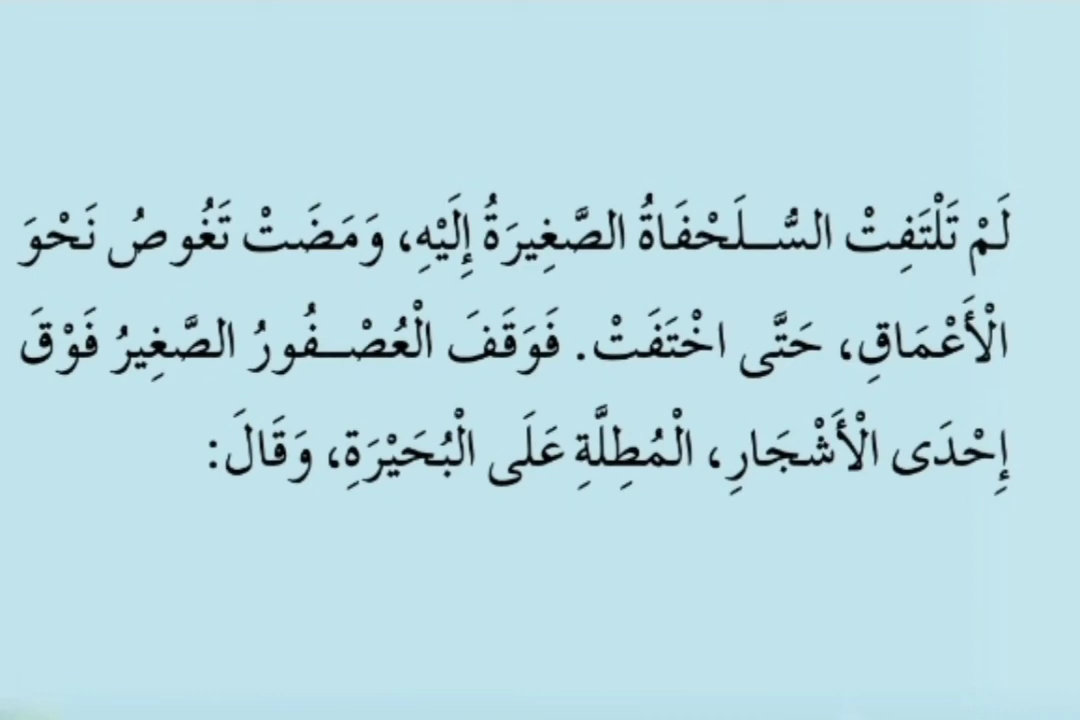 لَمْ تَلْتَفِتْ السُّلَحْفَاةُ الصَّغِيرَةُ إِلَيْهِ، وَمَضَتْ تَغُوصُ نَحْوَ
الْأَعْمَاقِ، حَتَّى اخْتَفَتْ. فَوَقَفَ الْعُصْفُورُ الصَّغِيرُ فَوْقَ
إِحْدَى الْأَشْجَارِ، الْمُطِلَّةِ عَلَى الْبُحَيْرَةِ، وَقَالَ: